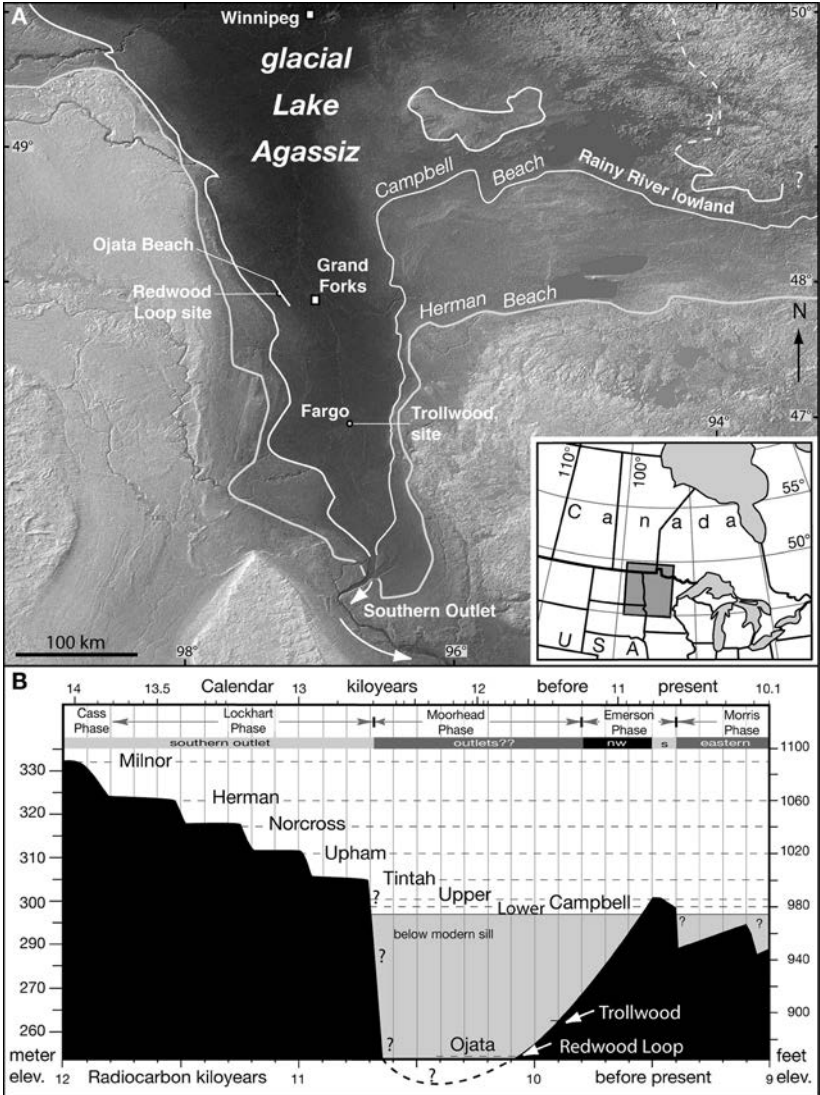 A
Winnipeg
50°
glacial
Lake
Agassiz
?
49°
Campbell Beach
Rainy River lowland
?
Ojata Beach
Redwood
Loop site
Grand
Forks
48°
Herman Beach
N
Fargo
Trollwood
site
94°
47°
110°
100°
55°
Canada
50°
USA
Southern Outlet
100 km
98°
96°
B
Calendar kiloyears before present
14 13.5 13 12 11 10.1
Cass
Phase
Lockhart
Phase
Moorhead
Phase
Emerson
Phase
Morris
Phase
southern outlet
outlets??
nw
s
eastern
1100
330
Milnor
320
Herman
1060
Norcross
310
Upham
1020
305
Tintah
300
?
Upper
Lower
Campbell
980
below modern sill
?
?
290
?
280
940
270
900
Trollwood
260
?
Ojata
Redwood Loop
meter
elev.
feet
elev.
?
12 11 10 9
Radiocarbon kiloyears before present